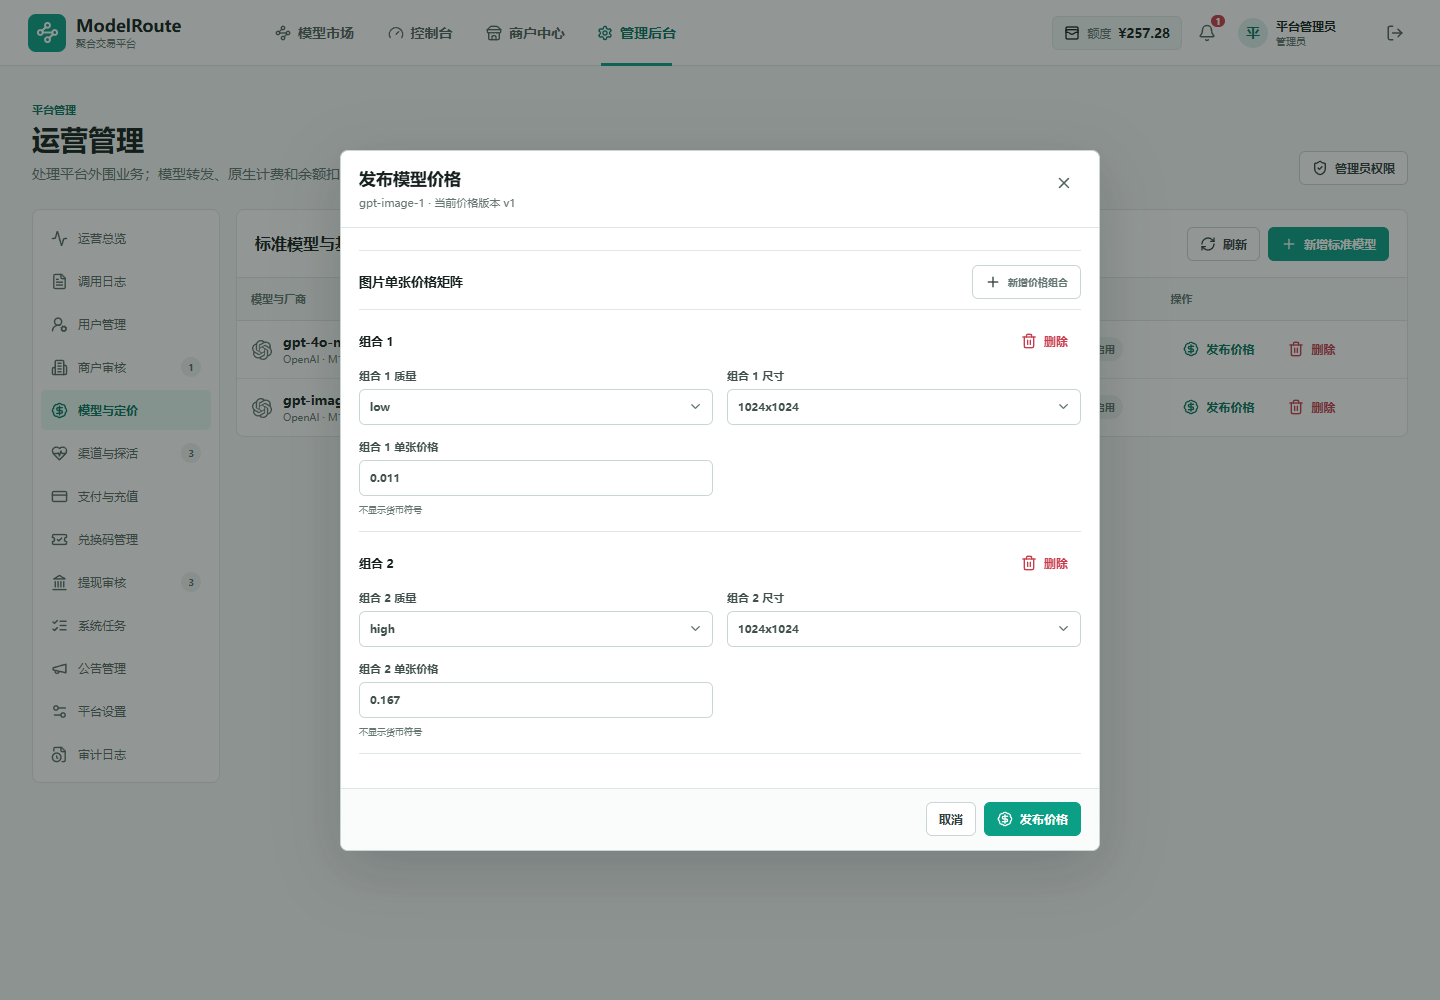 ModelRoute
聚合交易平台
模型市场
控制台
商户中心
管理后台
额度 ¥257.28
1
平
平台管理员
管理员
平台管理
运营管理
处理平台外围业务；模型转发、原生计费和余额扣
管理员权限
运营总览
调用日志
用户管理
商户审核 1
模型与定价
渠道与探活 3
支付与充值
兑换码管理
提现审核 3
系统任务
公告管理
平台设置
审计日志
标准模型与
刷新
新增标准模型
模型与厂商
操作
gpt-4o-
OpenAI ·
启用
发布价格
删除
gpt-imag
OpenAI ·
启用
发布价格
删除
发布模型价格
gpt-image-1 · 当前价格版本 v1
图片单张价格矩阵
新增价格组合
组合 1
删除
组合 1 质量
组合 1 尺寸
low
1024x1024
组合 1 单张价格
0.011
不显示货币符号
组合 2
删除
组合 2 质量
组合 2 尺寸
high
1024x1024
组合 2 单张价格
0.167
不显示货币符号
取消
发布价格